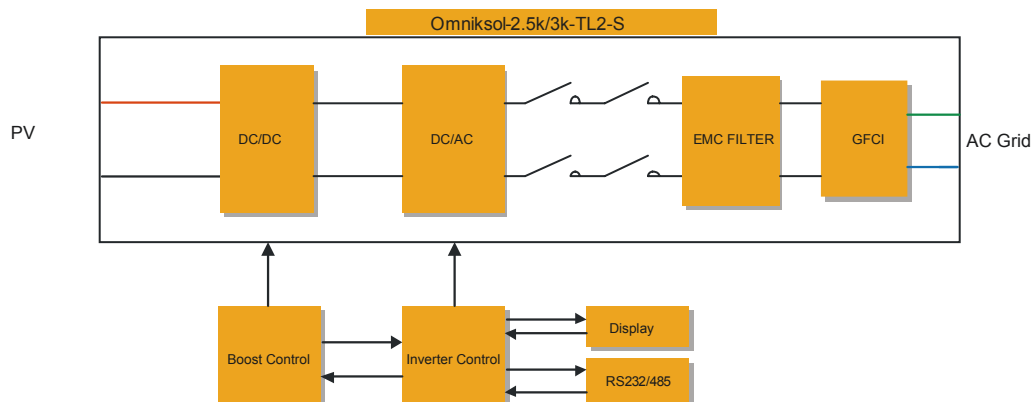 Omniksol-2.5k/3k-TL2-S
PV
DC/DC
DC/AC
EMC FILTER
GFCI
AC Grid
Boost Control
Inverter Control
Display
RS232/485